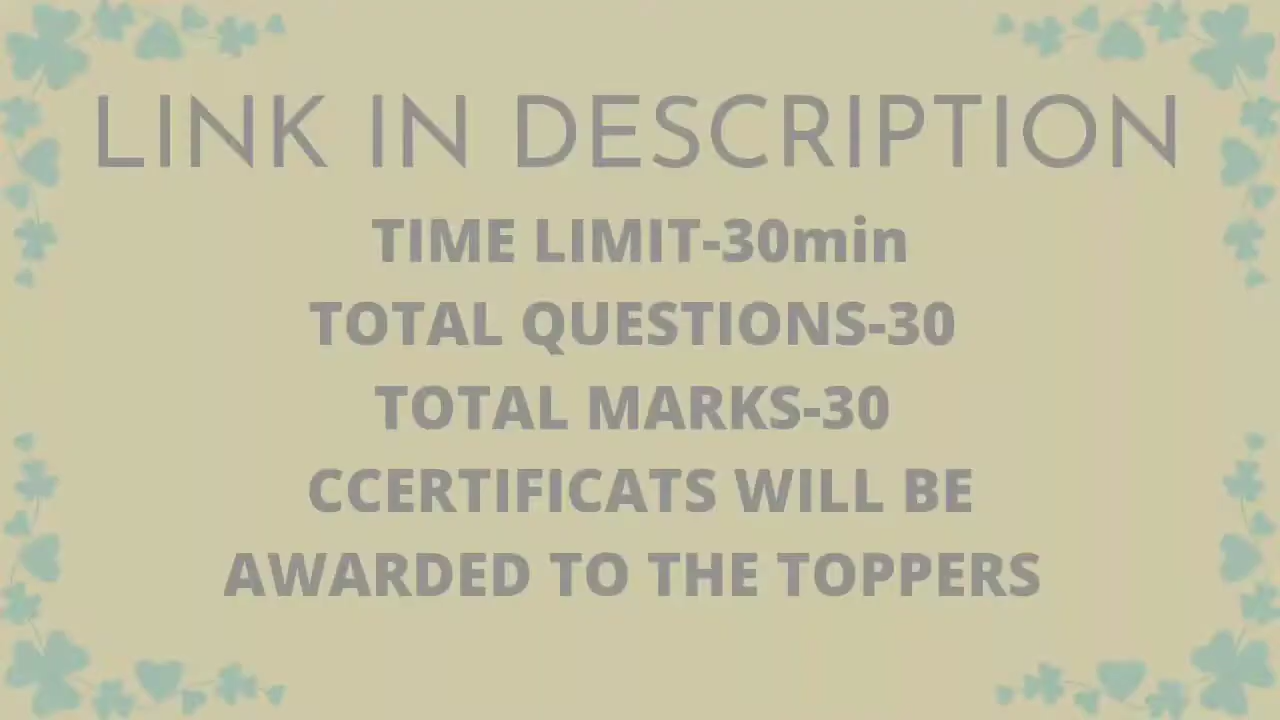 LINK IN DESCRIPTION
TIME LIMIT-30min
TOTAL QUESTIONS-30
TOTAL MARKS-30
CCERTIFICATS WILL BE
AWARDED TO THE TOPPERS